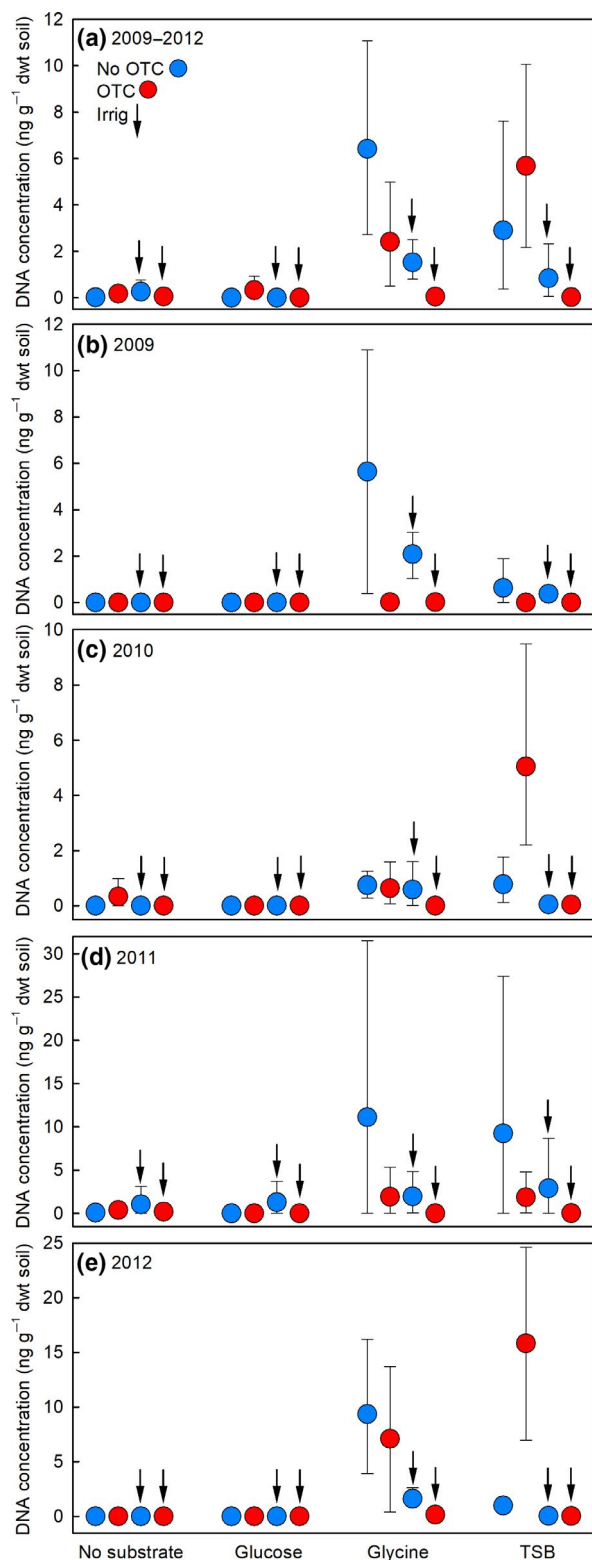 (a) 2009–2012
No OTC
OTC
Irrig
DNA concentration (ng g⁻¹ dwt soil)
12
10
8
6
4
2
0
(b) 2009
DNA concentration (ng g⁻¹ dwt soil)
12
10
8
6
4
2
0
(c) 2010
DNA concentration (ng g⁻¹ dwt soil)
10
8
6
4
2
0
(d) 2011
DNA concentration (ng g⁻¹ dwt soil)
30
25
20
15
10
5
0
(e) 2012
DNA concentration (ng g⁻¹ dwt soil)
25
20
15
10
5
0
No substrate Glucose Glycine TSB